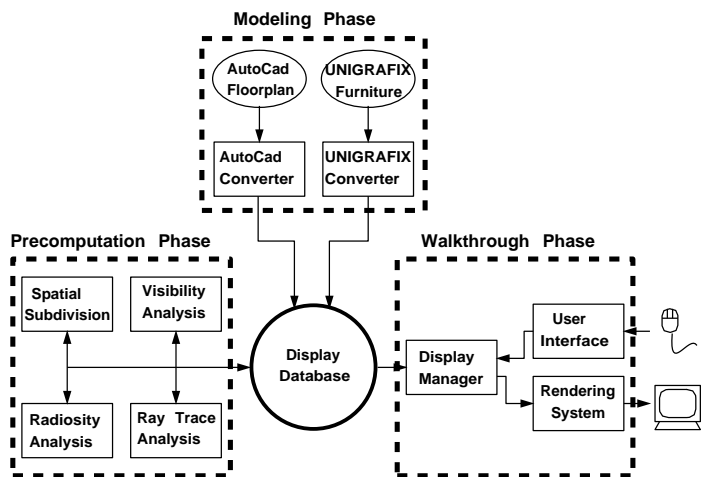 Modeling Phase
AutoCad
Floorplan
UNIGRAFIX
Furniture
AutoCad
Converter
UNIGRAFIX
Converter
Precomputation Phase
Spatial
Subdivision
Visibility
Analysis
Radiosity
Analysis
Ray Trace
Analysis
Display
Database
Walkthrough Phase
Display
Manager
User
Interface
Rendering
System